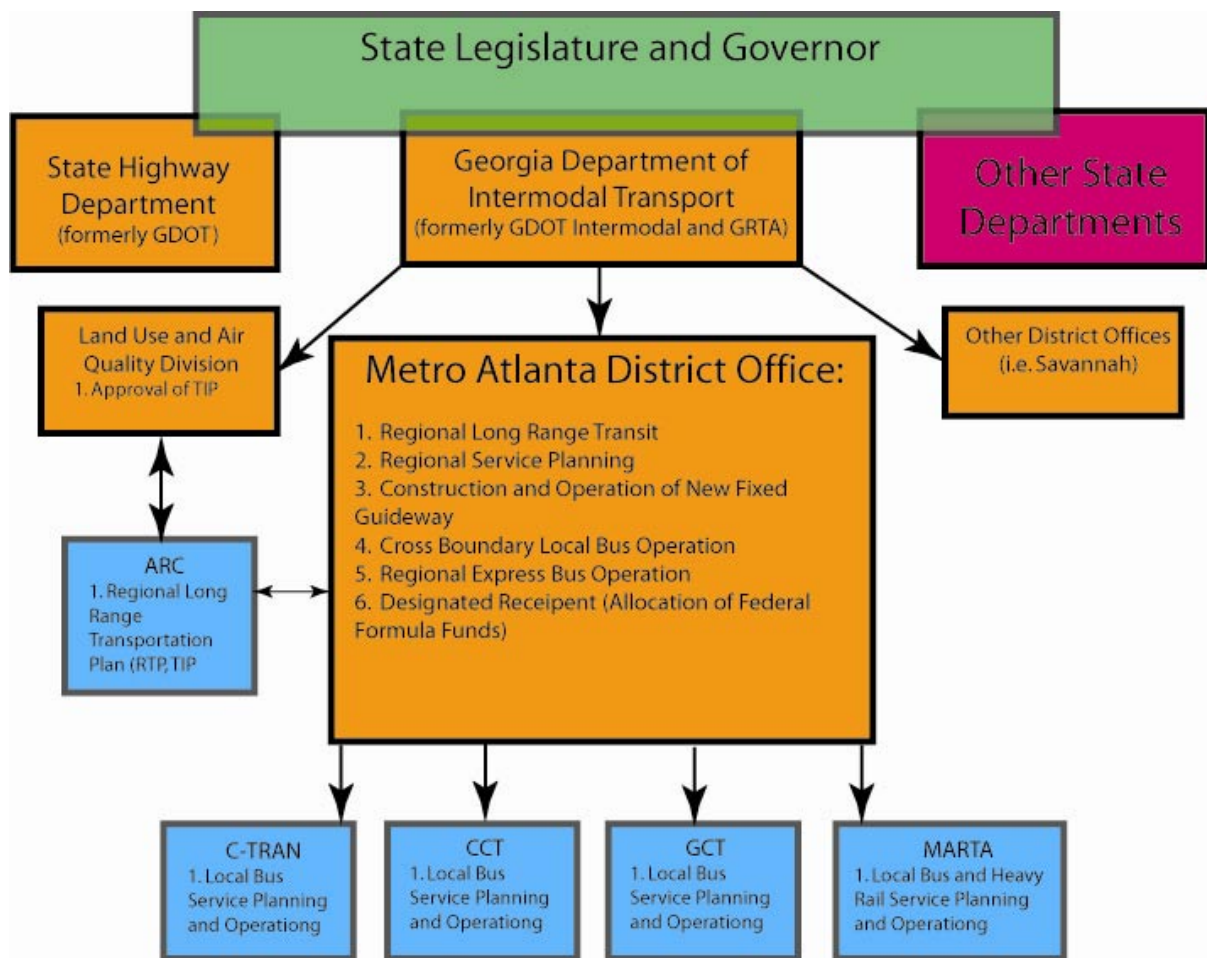 State Legislature and Governor
State Highway
Department
(formerly GDOT)
Georgia Department of
Intermodal Transport
(formerly GDOT Intermodal and GRTA)
Other State
Departments
Land Use and Air
Quality Division
1. Approval of TIP
Metro Atlanta District Office:
1. Regional Long Range Transit
2. Regional Service Planning
3. Construction and Operation of New Fixed
Guideway
4. Cross Boundary Local Bus Operation
5. Regional Express Bus Operation
6. Designated Receipent (Allocation of Federal
Formula Funds)
Other District Offices
(i.e. Savannah)
ARC
1. Regional Long
Range
Transportation
Plan (RTP, TIP
C-TRAN
1. Local Bus
Service Planning
and Operationg
CCT
1. Local Bus
Service Planning
and Operationg
GCT
1. Local Bus
Service Planning
and Operationg
MARTA
1. Local Bus and Heavy
Rail Service Planning
and Operationg